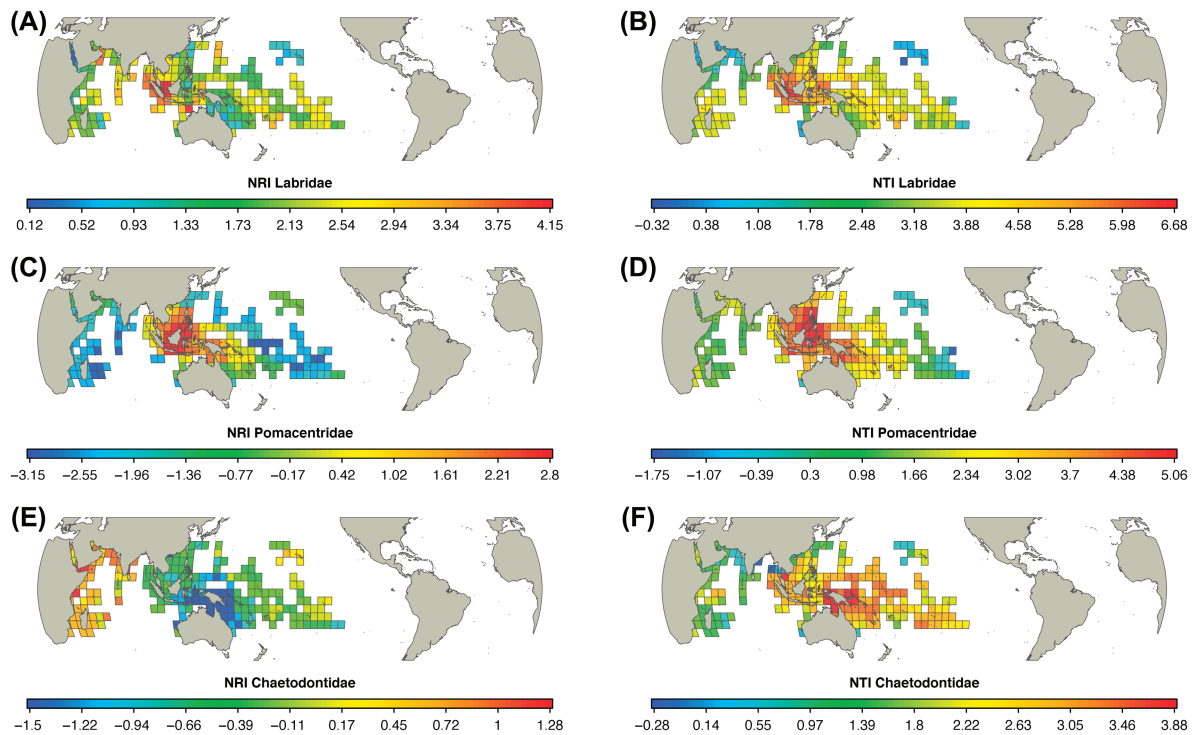 (A)
(B)
NRI Labridae
NTI Labridae
0.12 0.52 0.93 1.33 1.73 2.13 2.54 2.94 3.34 3.75 4.15
−0.32 0.38 1.08 1.78 2.48 3.18 3.88 4.58 5.28 5.98 6.68
(C)
(D)
NRI Pomacentridae
NTI Pomacentridae
−3.15 −2.55 −1.96 −1.36 −0.77 −0.17 0.42 1.02 1.61 2.21 2.8
−1.75 −1.07 −0.39 0.3 0.98 1.66 2.34 3.02 3.7 4.38 5.06
(E)
(F)
NRI Chaetodontidae
NTI Chaetodontidae
−1.5 −1.22 −0.94 −0.66 −0.39 −0.11 0.17 0.45 0.72 1 1.28
−0.28 0.14 0.55 0.97 1.39 1.8 2.22 2.63 3.05 3.46 3.88